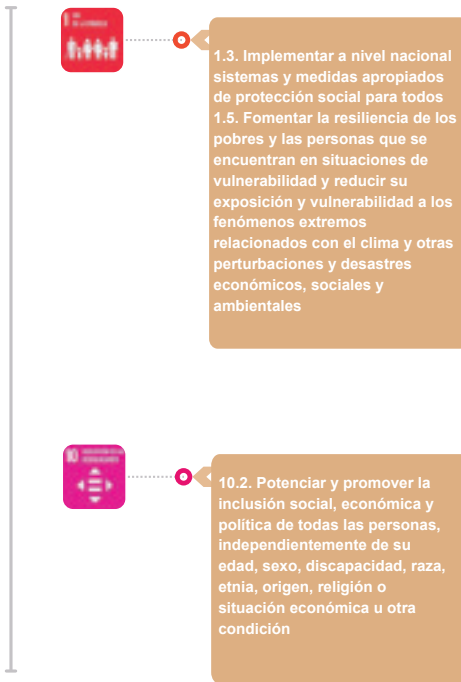 1
1.3. Implementar a nivel nacional
sistemas y medidas apropiados
de protección social para todos
1.5. Fomentar la resiliencia de los
pobres y las personas que se
encuentran en situaciones de
vulnerabilidad y reducir su
exposición y vulnerabilidad a los
fenómenos extremos
relacionados con el clima y otras
perturbaciones y desastres
económicos, sociales y
ambientales
10
10.2. Potenciar y promover la
inclusión social, económica y
política de todas las personas,
independientemente de su
edad, sexo, discapacidad, raza,
etnia, origen, religión o
situación económica u otra
condición